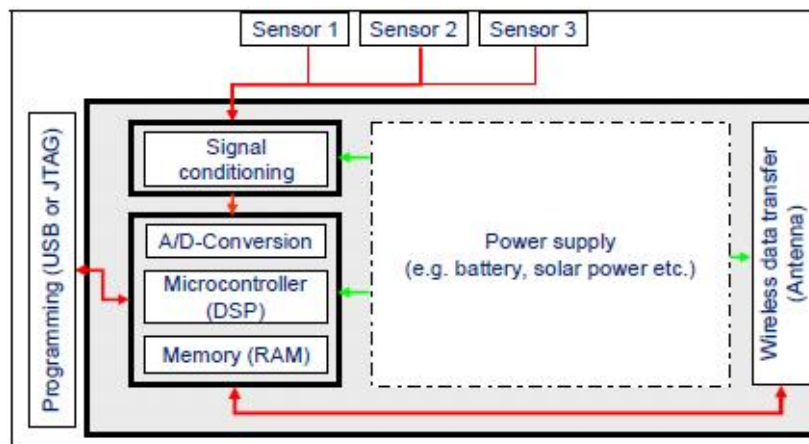 Sensor 1
Sensor 2
Sensor 3
Programming (USB or JTAG)
Signal
conditioning
A/D-Conversion
Microcontroller
(DSP)
Memory (RAM)
Power supply
(e.g. battery, solar power etc.)
Wireless data transfer
(Antenna)